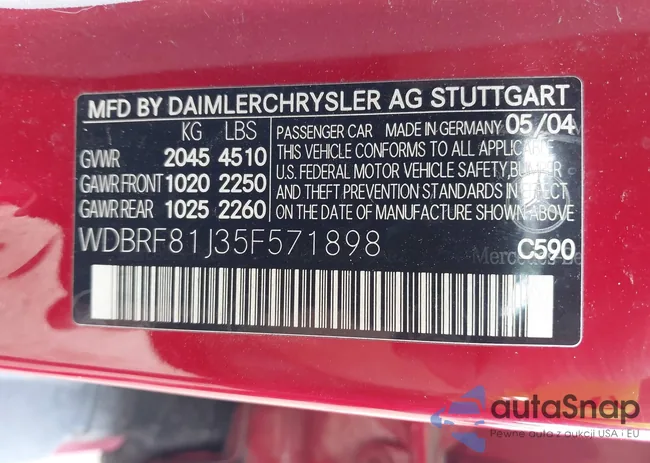 MFD BY DAIMLERCHRYSLER AG STUTTGART
KG LBS
GVWR 2045 4510
GAWR FRONT 1020 2250
GAWR REAR 1025 2260
PASSENGER CAR MADE IN GERMANY 05/04
THIS VEHICLE CONFORMS TO ALL APPLICABLE
U.S. FEDERAL MOTOR VEHICLE SAFETY, BUMPER
AND THEFT PREVENTION STANDARDS IN EFFECT
ON THE DATE OF MANUFACTURE SHOWN ABOVE.
WDBRF81J35F571898
C590
Mercedes-Be
autaSnap
Pewne auta z aukcji USA i EU